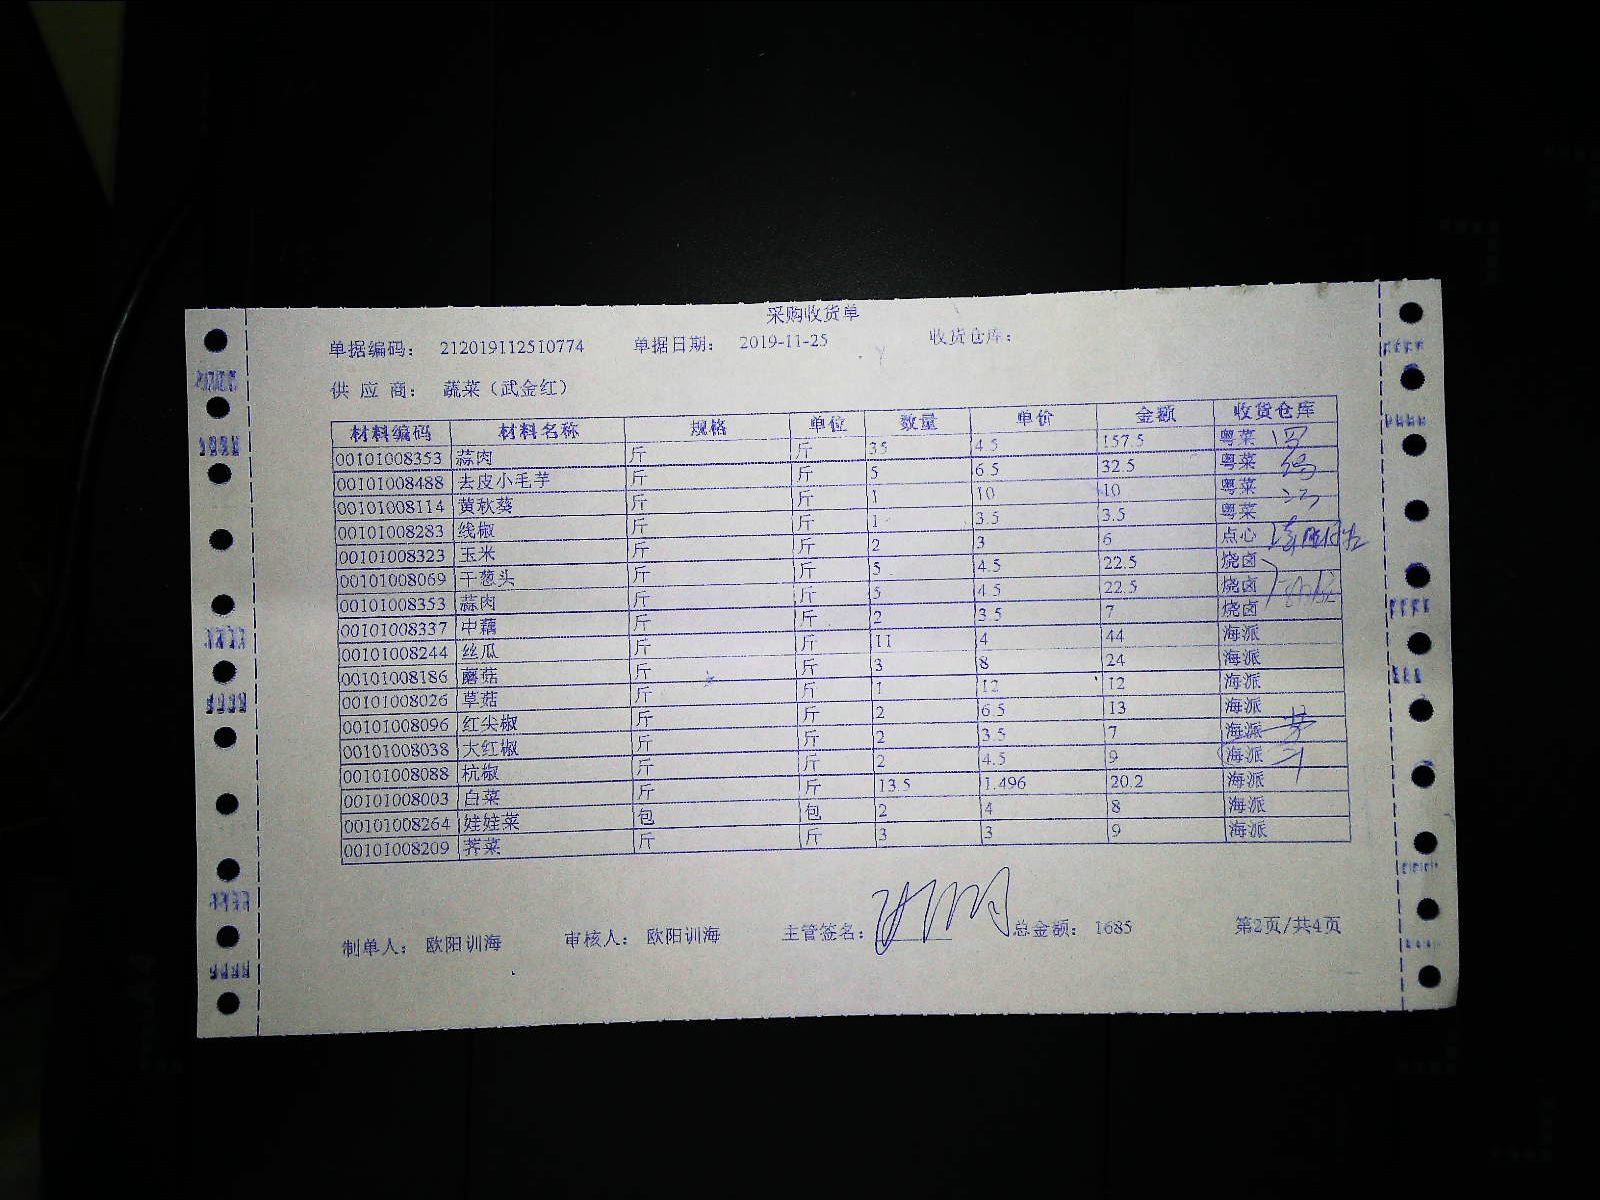 采购收货单
单据编码： 212019112510774 单据日期： 2019-11-25 收货仓库：
供 应 商： 蔬菜（武金红）
材料编码 材料名称 规格 单位 数量 单价 金额 收货仓库
00101008353 蒜肉 斤 斤 35 4.5 157.5 粤菜
00101008488 去皮小毛芋 斤 斤 5 6.5 32.5 粤菜
00101008114 黄秋葵 斤 斤 1 10 10 粤菜
00101008283 线椒 斤 斤 1 3.5 3.5 粤菜
00101008323 玉米 斤 斤 2 3 6 点心
00101008069 干葱头 斤 斤 5 4.5 22.5 烧卤
00101008353 蒜肉 斤 斤 5 4.5 22.5 烧卤
00101008337 中藕 斤 斤 2 3.5 7 烧卤
00101008244 丝瓜 斤 斤 11 4 44 海派
00101008186 蘑菇 斤 斤 3 8 24 海派
00101008026 草菇 斤 斤 1 12 12 海派
00101008096 红尖椒 斤 斤 2 6.5 13 海派
00101008038 大红椒 斤 斤 2 3.5 7 海派
00101008088 杭椒 斤 斤 2 4.5 9 海派
00101008003 白菜 斤 斤 13.5 1.496 20.2 海派
00101008264 娃娃菜 包 包 2 4 8 海派
00101008209 荠菜 斤 斤 3 3 9 海派
制单人： 欧阳训海 审核人： 欧阳训海 主管签名： 总金额： 1685 第2页/共4页